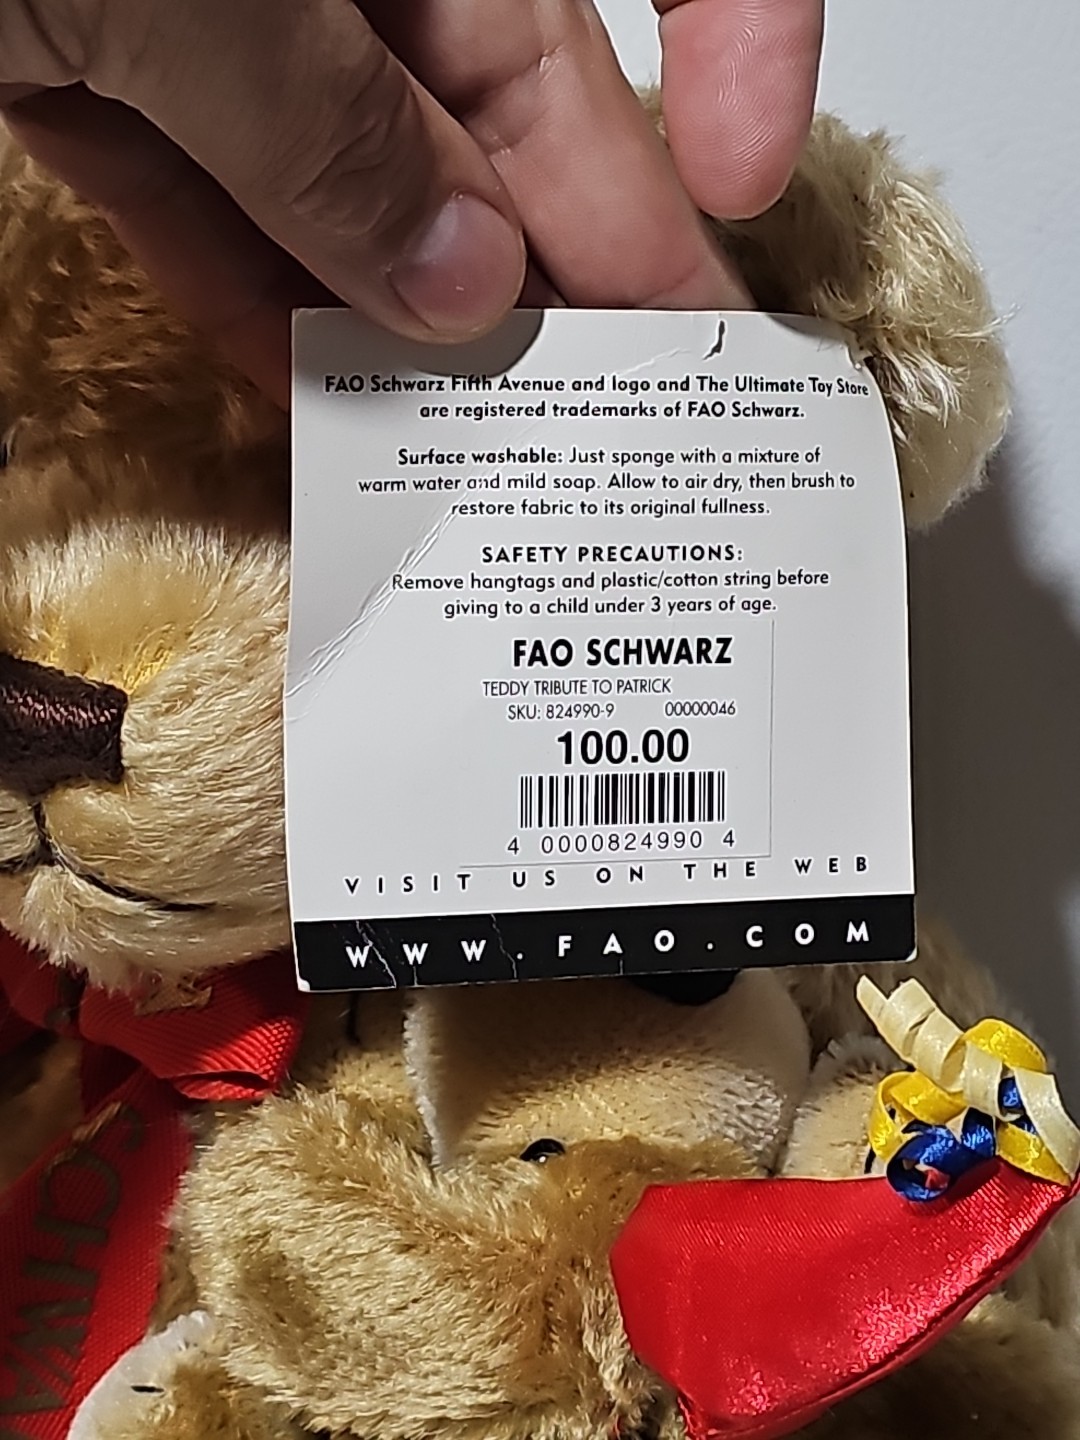 FAO Schwarz Fifth Avenue and logo and The Ultimate Toy Store
are registered trademarks of FAO Schwarz.
Surface washable: Just sponge with a mixture of
warm water and mild soap. Allow to air dry, then brush to
restore fabric to its original fullness.
SAFETY PRECAUTIONS:
Remove hangtags and plastic/cotton string before
giving to a child under 3 years of age.
FAO SCHWARZ
TEDDY TRIBUTE TO PATRICK
SKU: 824990-9 00000046
100.00
4 0000824990 4
VISIT US ON THE WEB
WWW.FAO.COM